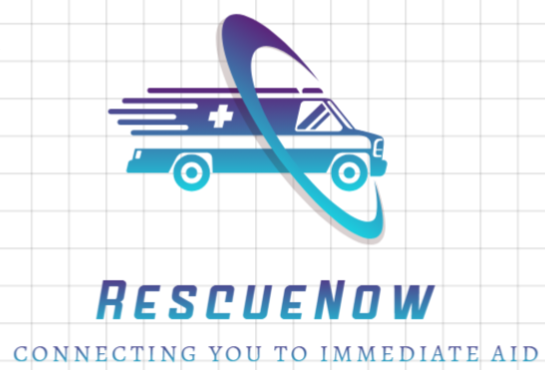 RESCUENOW
CONNECTING YOU TO IMMEDIATE AID